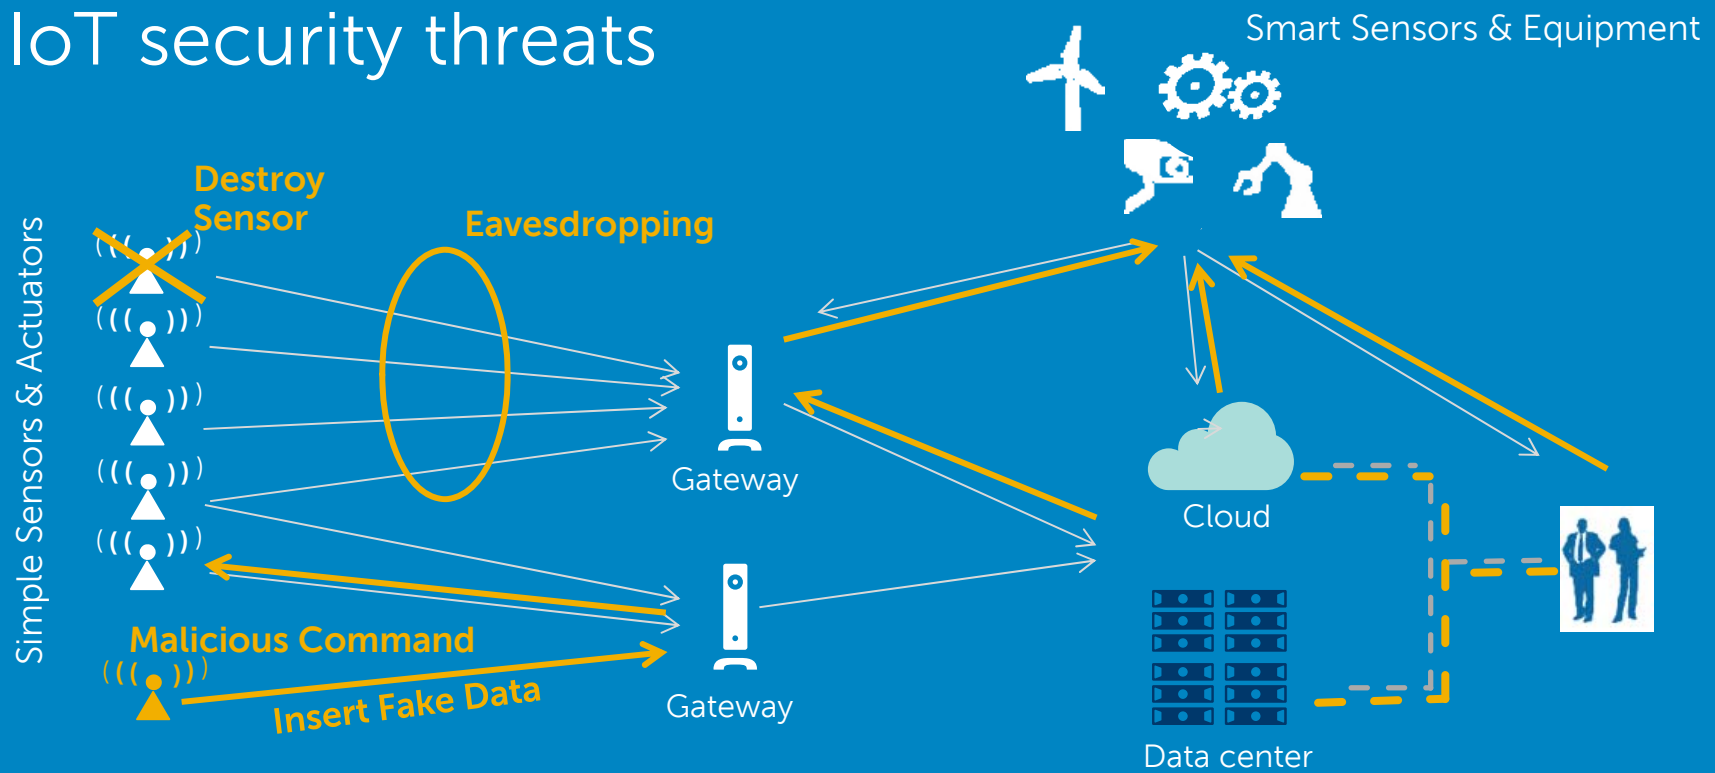 IoT security threats
Smart Sensors & Equipment
Destroy
Sensor
Eavesdropping
Simple Sensors & Actuators
Gateway
Cloud
Malicious Command
Insert Fake Data
Gateway
Data center